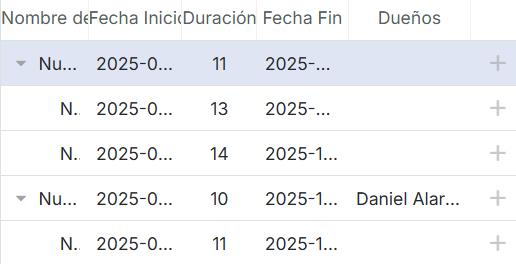 Nombre de Fecha Inicio Duración Fecha Fin Dueños
Nu... 2025-0... 11 2025-...
N.. 2025-0... 13 2025-...
N.. 2025-0... 14 2025-1...
Nu... 2025-0... 10 2025-1... Daniel Alar...
N.. 2025-0... 11 2025-1...